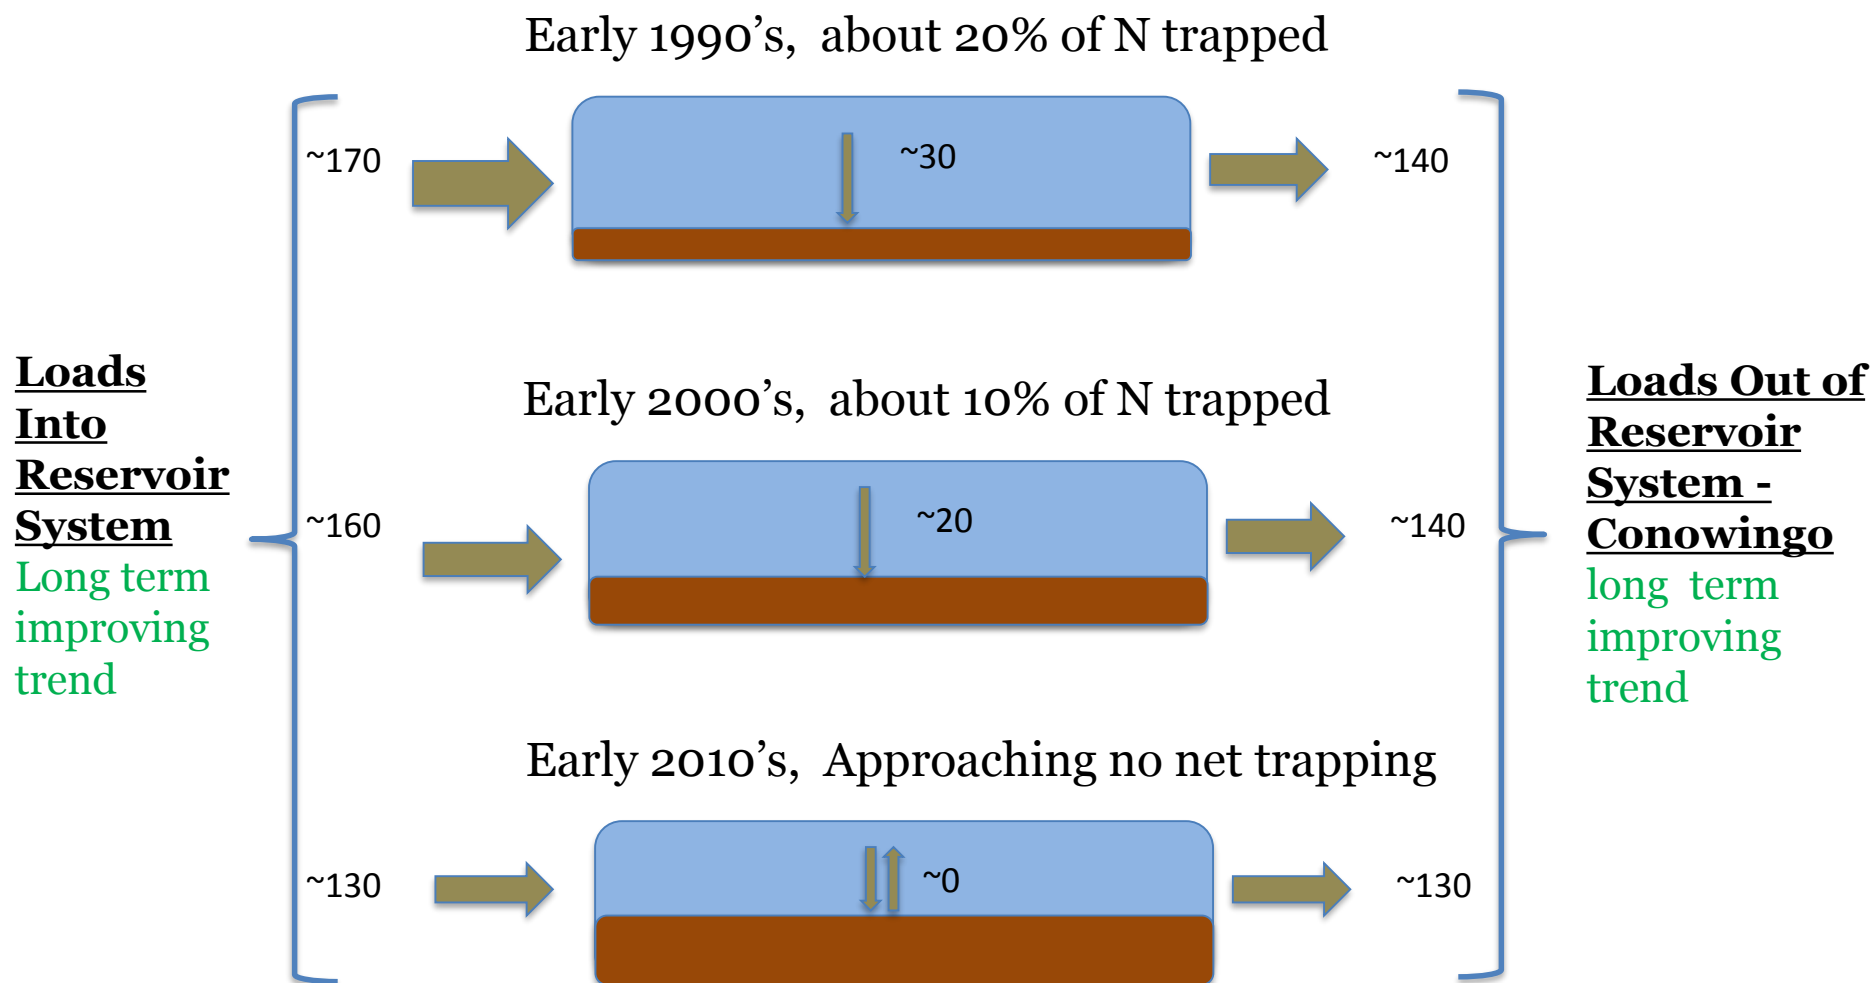 Early 1990’s,  about 20% of N trapped
~170
~30
~140
Loads
Into
Reservoir
System
Long term
improving
trend
Early 2000’s,  about 10% of N trapped
~160
~20
~140
Loads Out of
Reservoir
System -
Conowingo
long  term
improving
trend
Early 2010’s,  Approaching no net trapping
~130
~0
~130